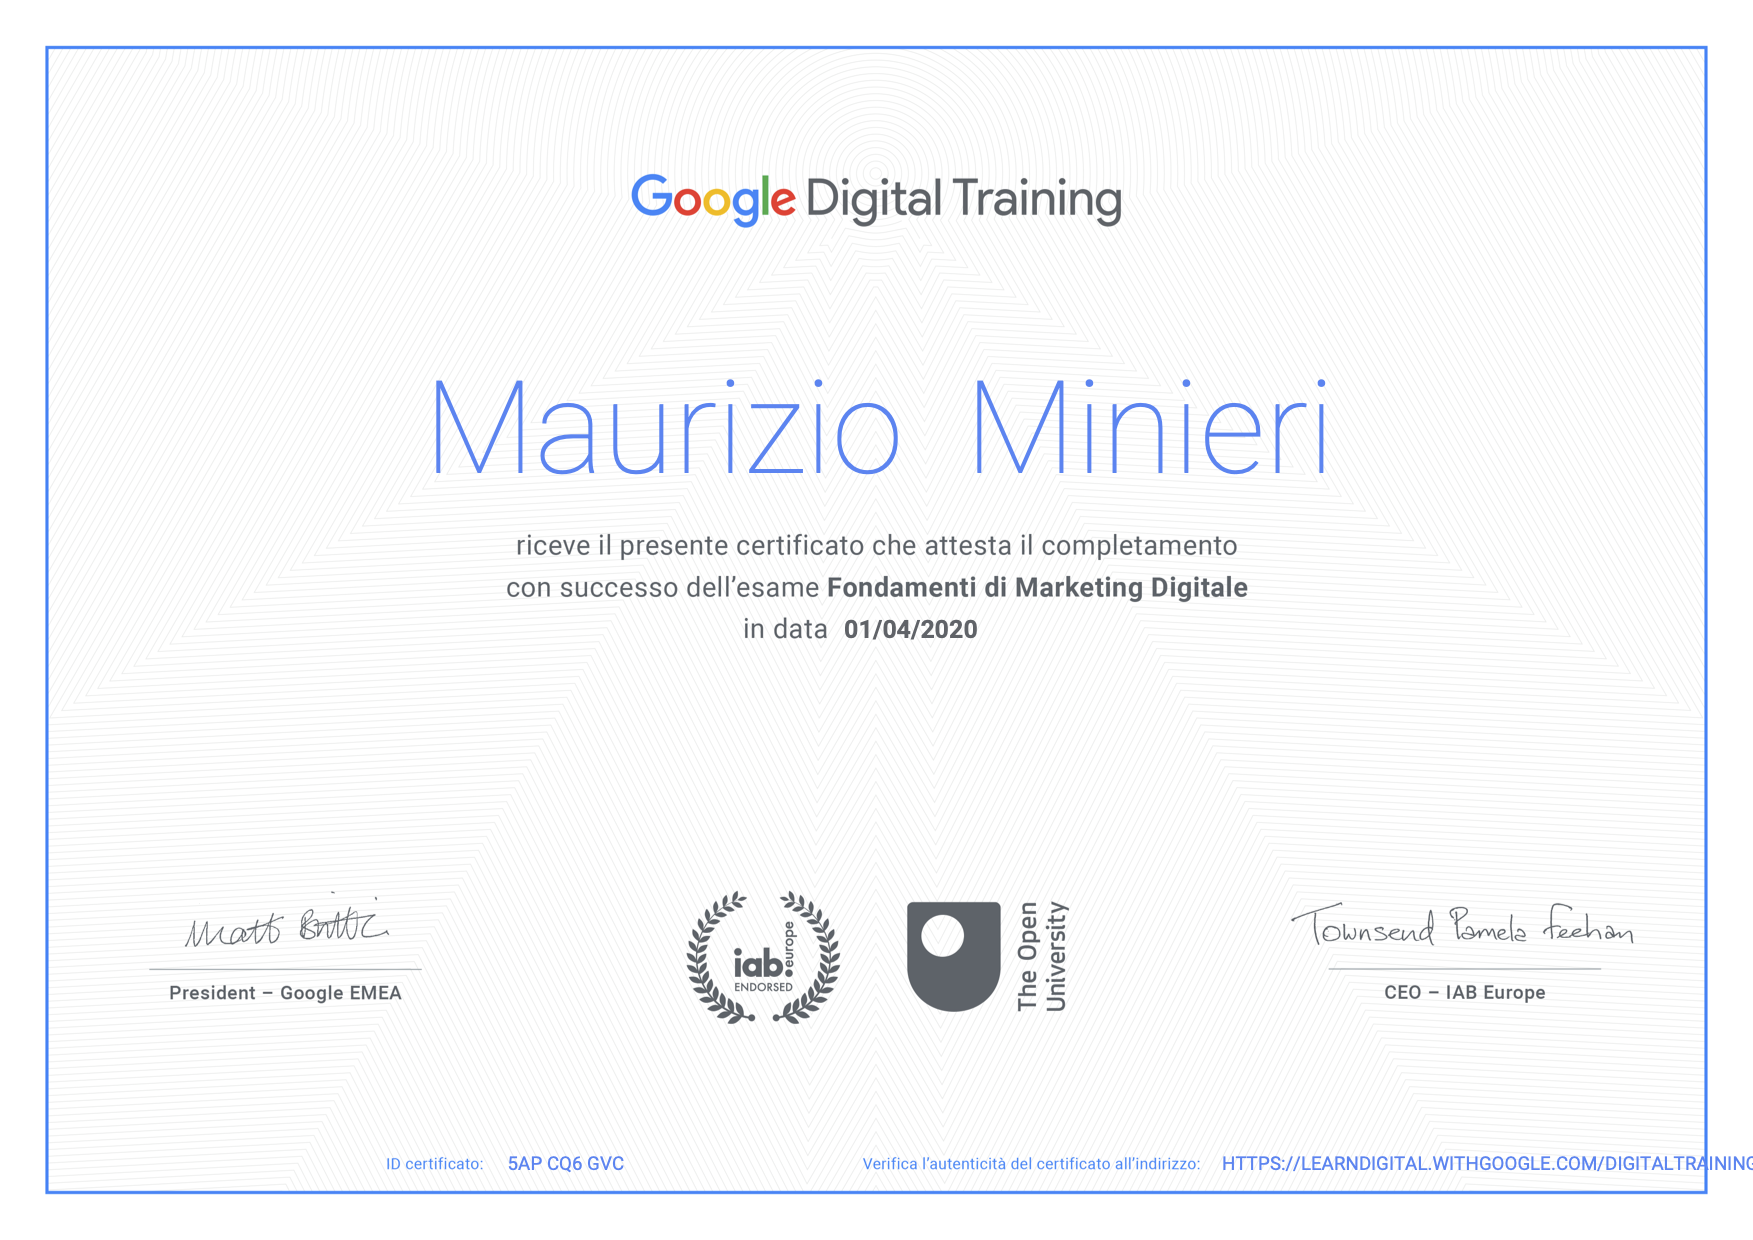 Google Digital Training
Maurizio Minieri
riceve il presente certificato che attesta il completamento
con successo dell'esame Fondamenti di Marketing Digitale
in data 01/04/2020
Matt
President – Google EMEA
iab.europe
ENDORSED
The Open
University
Townsend Pamela Feehan
CEO – IAB Europe
ID certificato: 5AP CQ6 GVC
Verifica l'autenticità del certificato all'indirizzo: HTTPS://LEARNDIGITAL.WITHGOOGLE.COM/DIGITALTRAINING